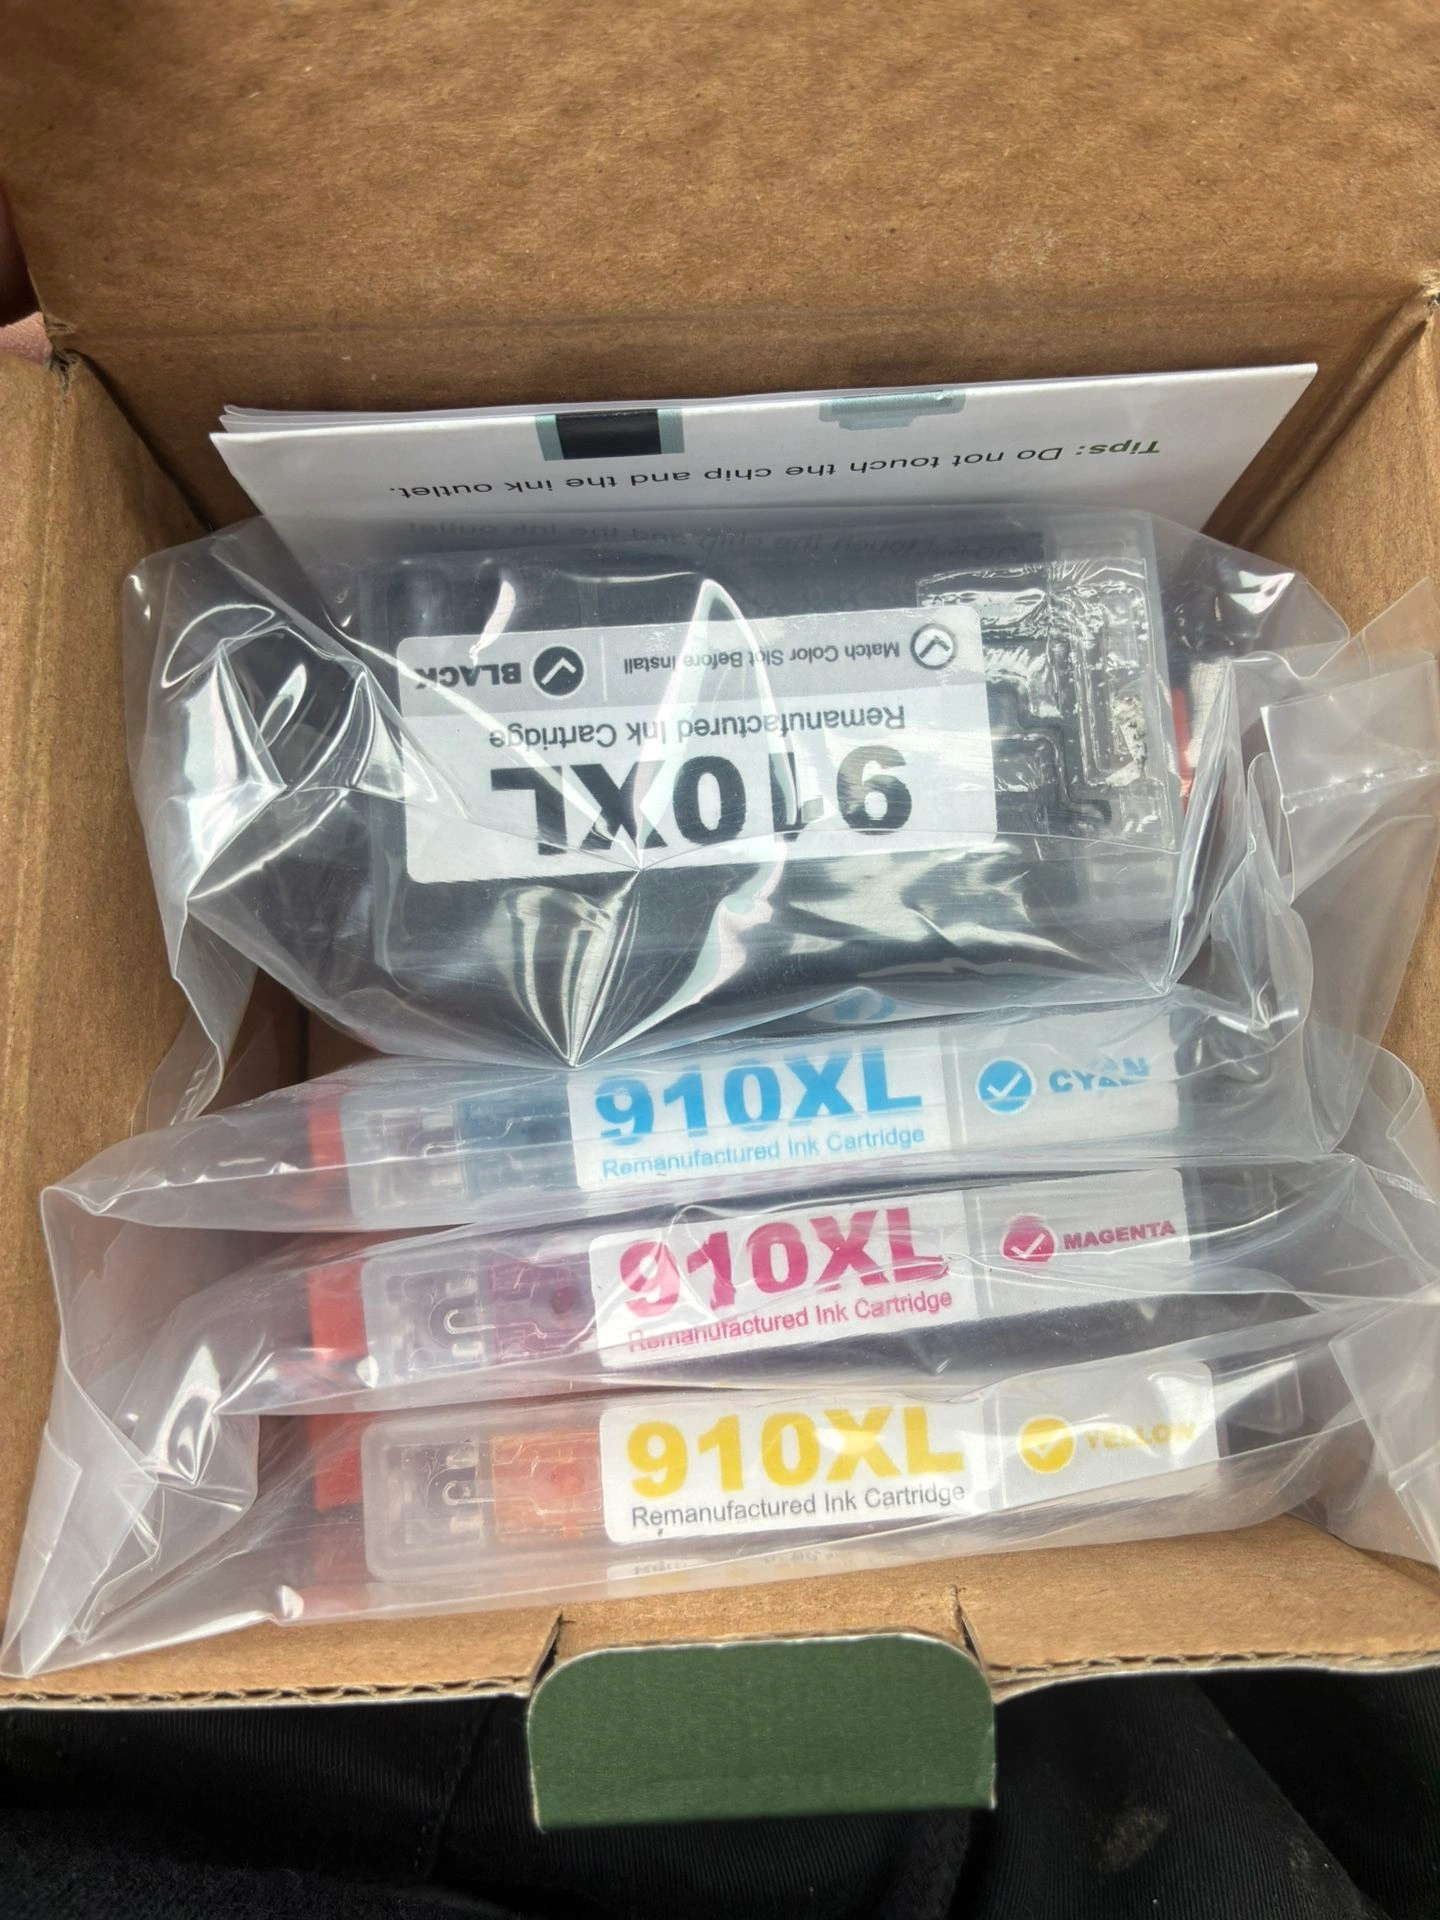 Tips: Do not touch the chip and the ink outlet.
910XL
Remanufactured Ink Cartridge
Match Color Slot Before Install
BLACK
910XL
Remanufactured Ink Cartridge
CYAN
910XL
Remanufactured Ink Cartridge
MAGENTA
910XL
Remanufactured Ink Cartridge
YELLOW